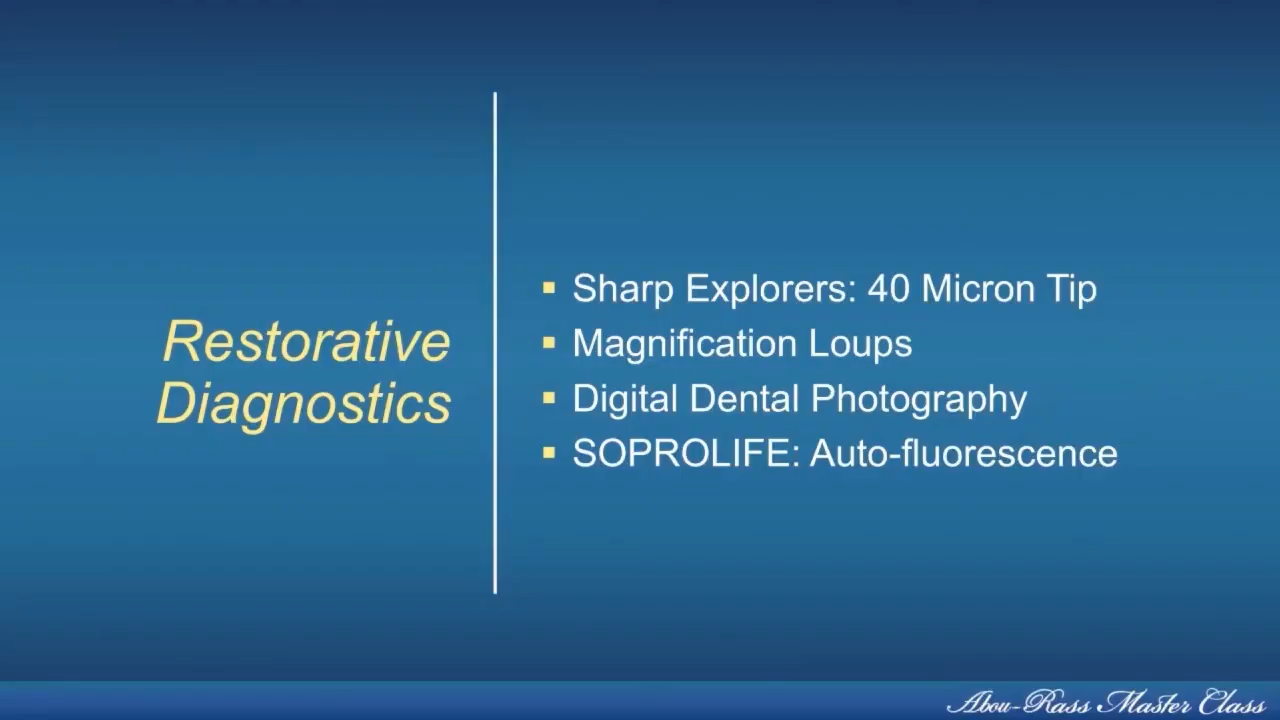 Restorative
Diagnostics
▪ Sharp Explorers: 40 Micron Tip
▪ Magnification Loups
▪ Digital Dental Photography
▪ SOPROLIFE: Auto-fluorescence
Abou-Rass Master Class